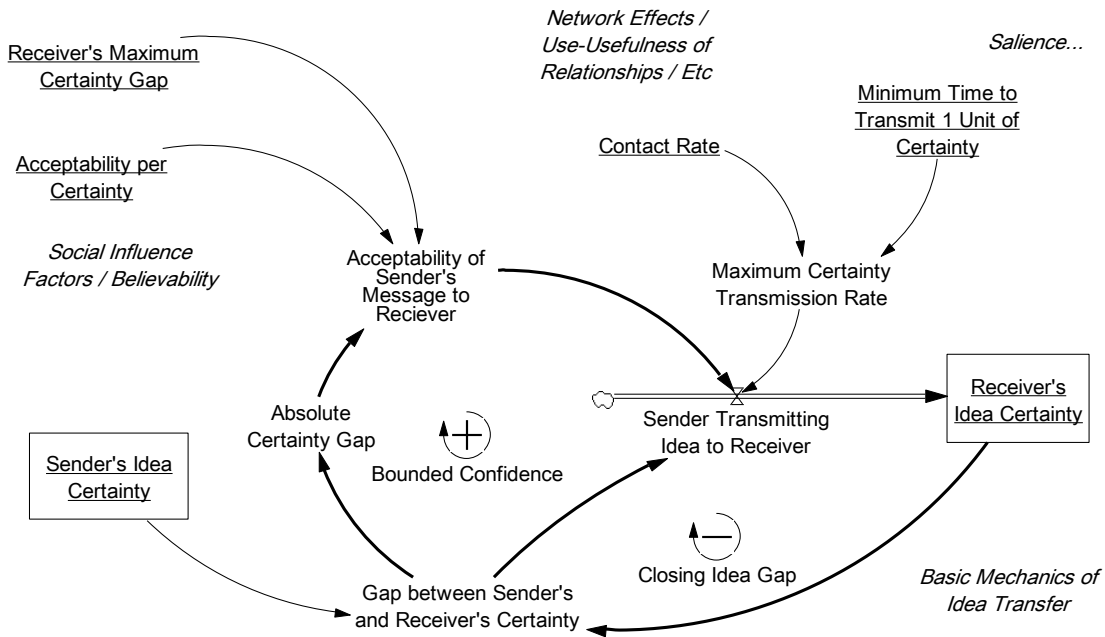 Network Effects /
Use-Usefulness of
Relationships / Etc
Salience...
Receiver's Maximum
Certainty Gap
Minimum Time to
Transmit 1 Unit of
Certainty
Contact Rate
Acceptability per
Certainty
Social Influence
Factors / Believability
Acceptability of
Sender's
Message to
Reciever
Maximum Certainty
Transmission Rate
Absolute
Certainty Gap
Sender Transmitting
Idea to Receiver
Receiver's
Idea Certainty
+
Bounded Confidence
Sender's Idea
Certainty
−
Closing Idea Gap
Gap between Sender's
and Receiver's Certainty
Basic Mechanics of
Idea Transfer